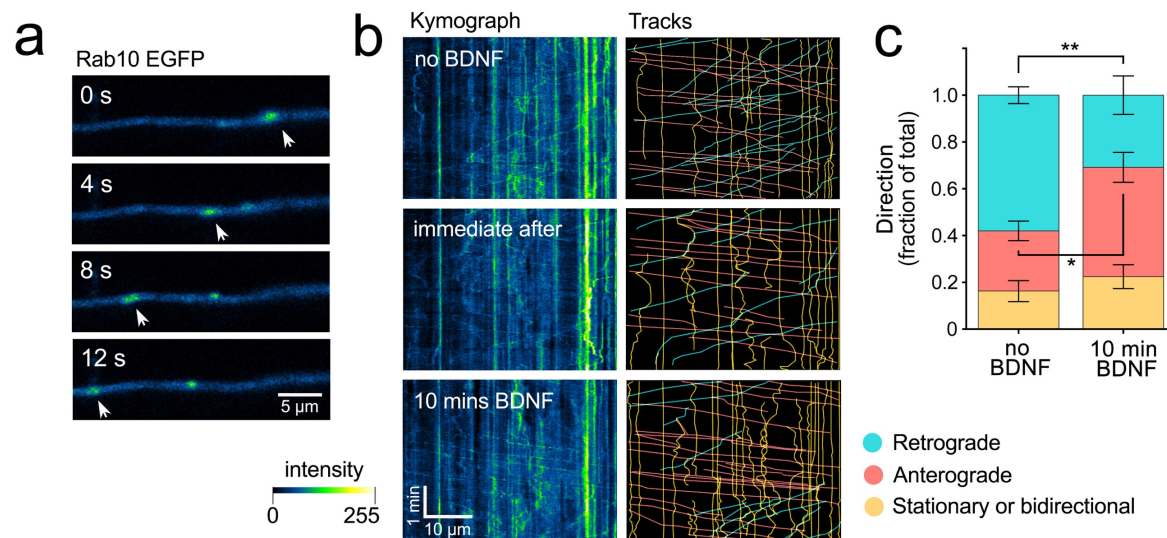 a
Rab10 EGFP
0 s
4 s
8 s
12 s
5 µm
intensity
0
255
b
Kymograph
Tracks
no BDNF
immediate after
10 mins BDNF
1 min
10 µm
c
**
*
Direction
(fraction of total)
1.0
0.8
0.6
0.4
0.2
0
no
BDNF
10 min
BDNF
Retrograde
Anterograde
Stationary or bidirectional